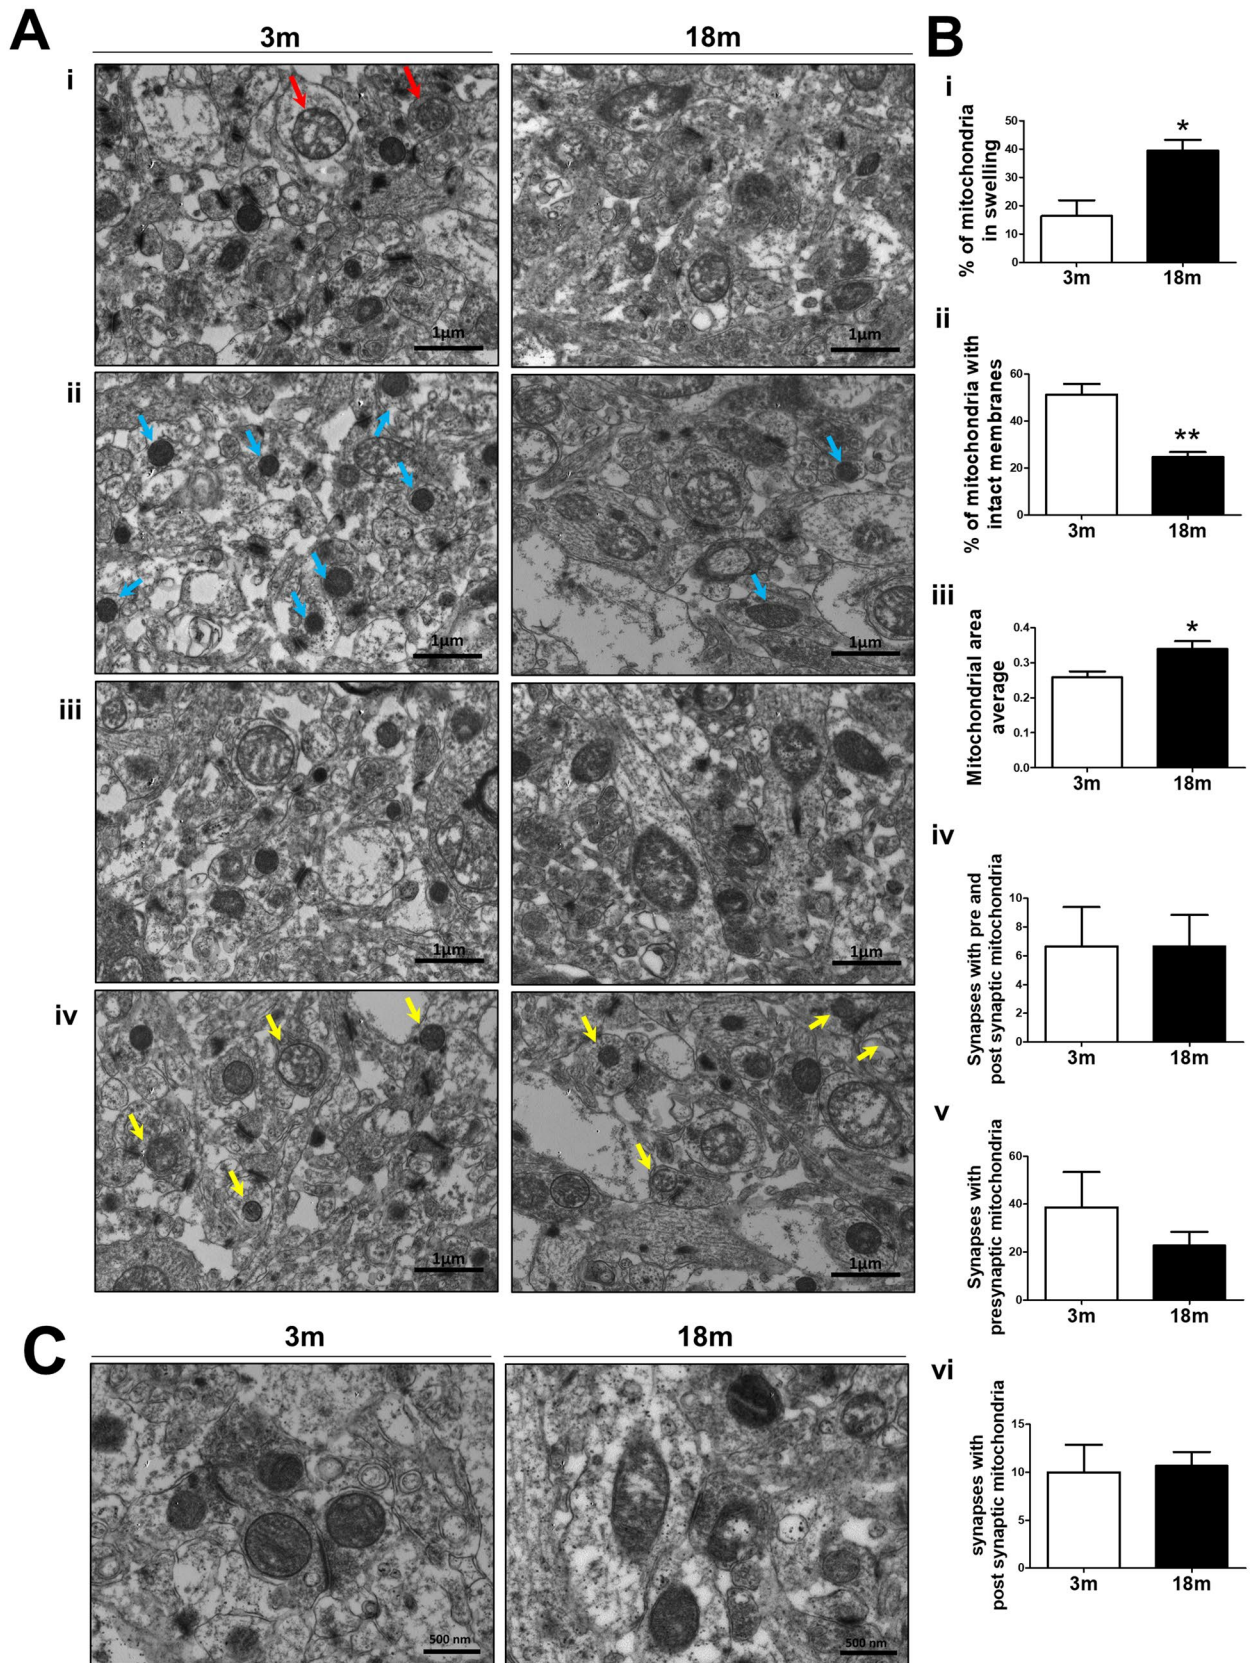 A
3m
18m
i
1µm
1µm
ii
1µm
1µm
iii
1µm
1µm
iv
1µm
1µm
B
i
% of mitochondria
in swelling
50
40
30
20
10
0
*
3m
18m
ii
% of mitochondria with
intact membranes
60
40
20
0
**
3m
18m
iii
Mitochondrial area
average
0.4
0.3
0.2
0.1
0.0
*
3m
18m
iv
Synapses with pre and
post synaptic mitochondria
10
8
6
4
2
0
3m
18m
v
Synapses with
presynaptic mitochondria
60
40
20
0
3m
18m
vi
synapses with
post synaptic mitochondria
15
10
5
0
3m
18m
C
3m
18m
500 nm
500 nm